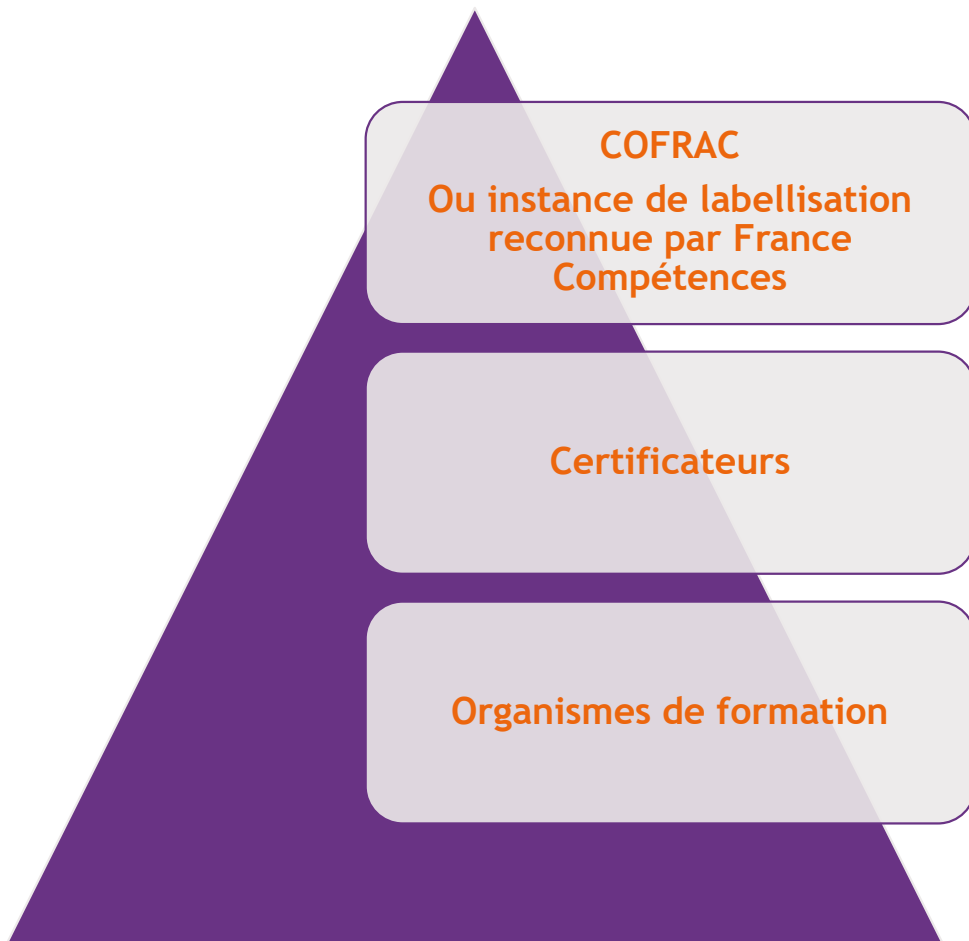 COFRAC
Ou instance de labellisation
reconnue par France
Compétences
Certificateurs
Organismes de formation